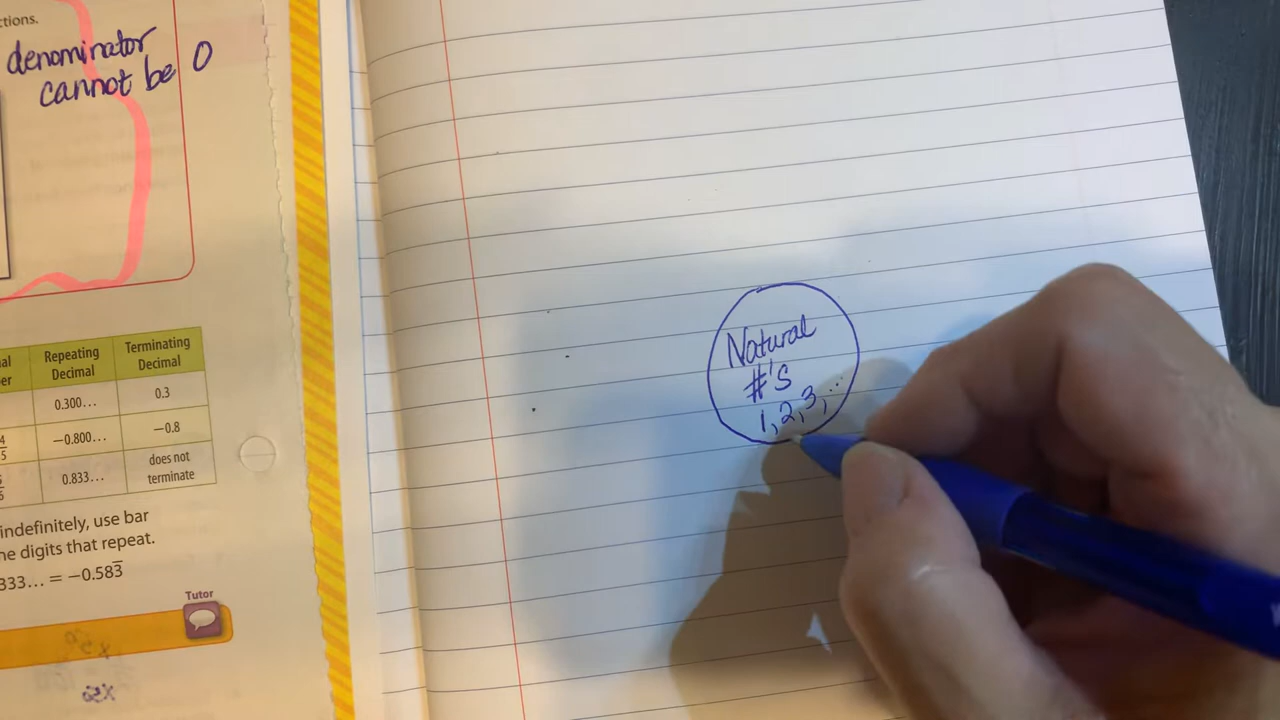 ctions.
denominator
cannot be 0
Repeating
Decimal
Terminating
Decimal
0.300...
0.3
-0.800...
-0.8
0.833...
does not
terminate
indefinitely, use bar
digits that repeat.
333... = -0.583̅
Tutor
Natural
#'s
1,2,3,...